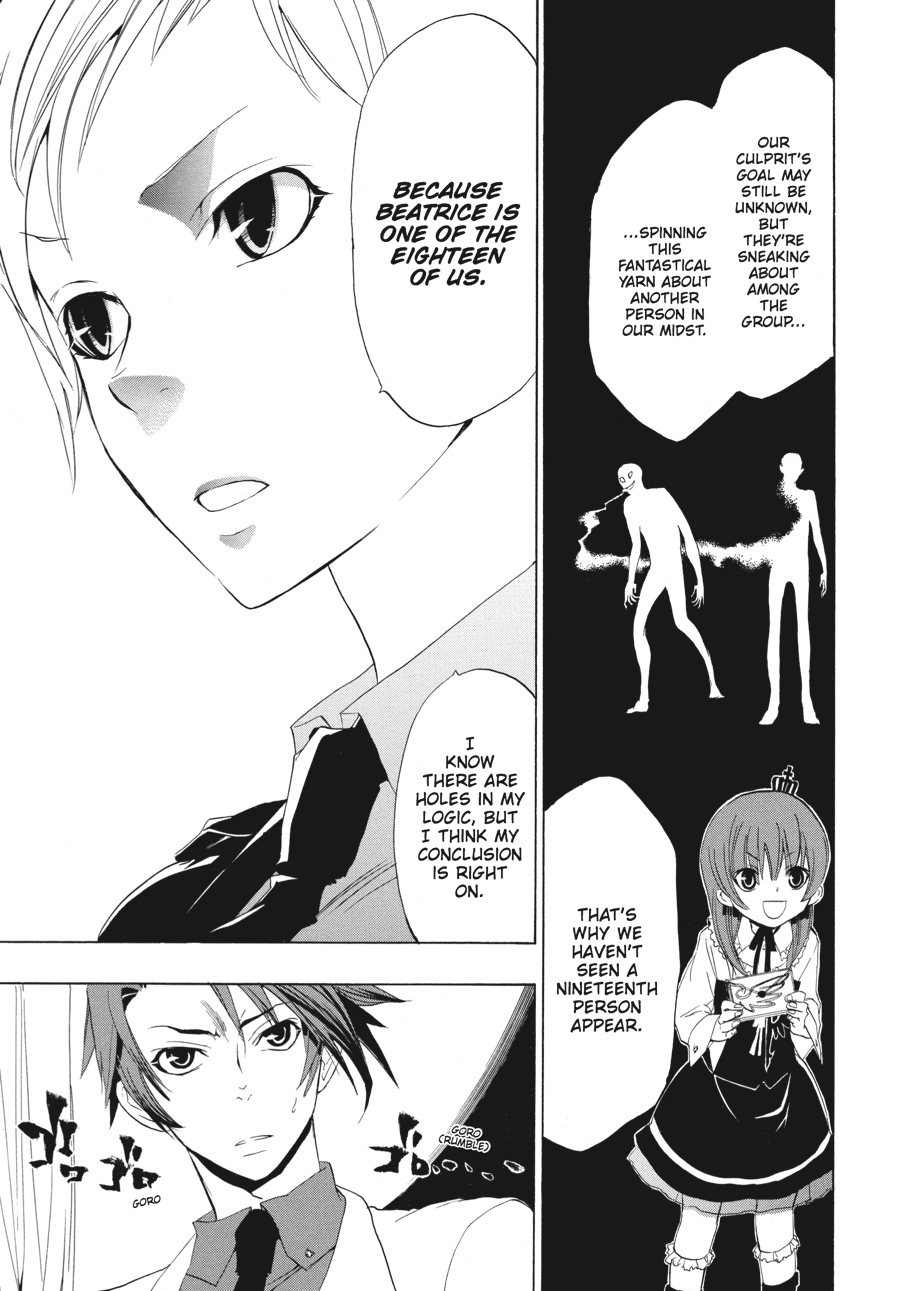 OUR
CULPRIT'S
GOAL MAY
STILL BE
UNKNOWN,
BUT
THEY'RE
SNEAKING
ABOUT
AMONG
THE
GROUP...
...SPINNING
THIS
FANTASTICAL
YARN ABOUT
ANOTHER
PERSON IN
OUR MIDST.
THAT'S
WHY WE
HAVEN'T
SEEN A
NINETEENTH
PERSON
APPEAR.
BECAUSE
BEATRICE IS
ONE OF THE
EIGHTEEN
OF US.
I
KNOW
THERE ARE
HOLES IN MY
LOGIC, BUT
I THINK MY
CONCLUSION
IS RIGHT
ON.
ゴロ
GORO
(RUMBLE)
ゴロ
GORO
ゴロ